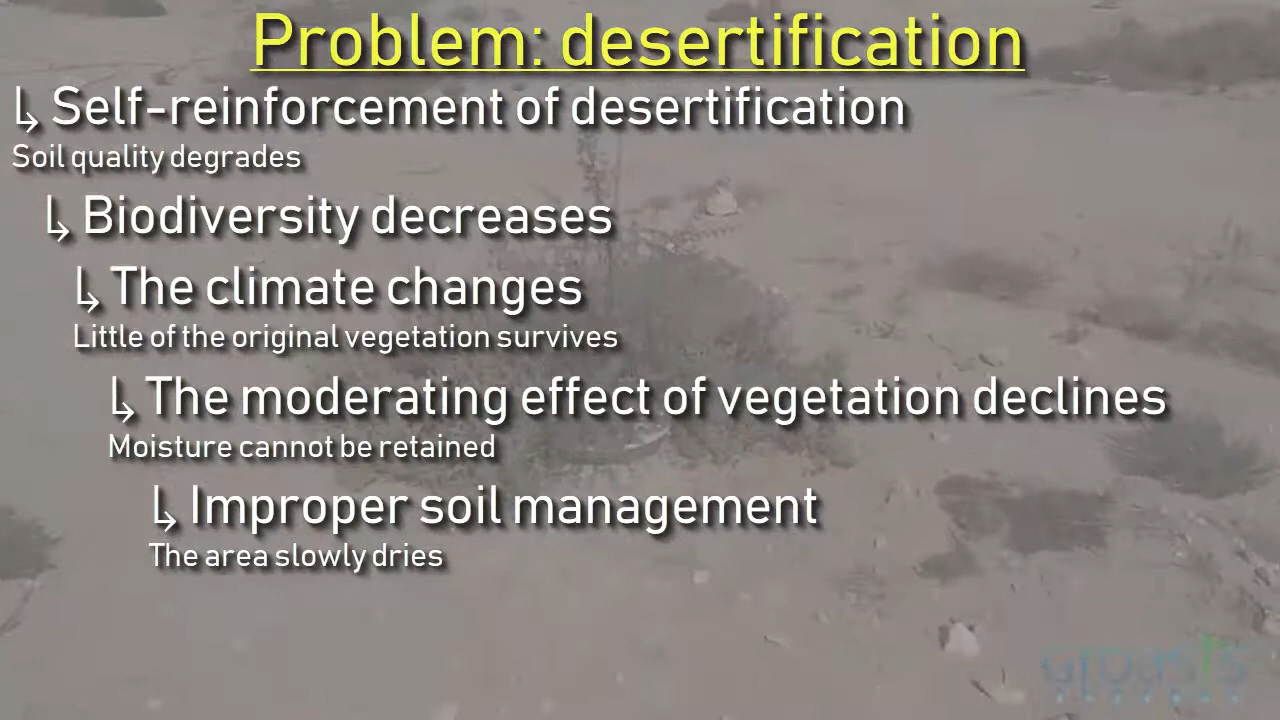 Problem: desertification
↳ Self-reinforcement of desertification
Soil quality degrades
↳ Biodiversity decreases
↳ The climate changes
Little of the original vegetation survives
↳ The moderating effect of vegetation declines
Moisture cannot be retained
↳ Improper soil management
The area slowly dries
Groasis